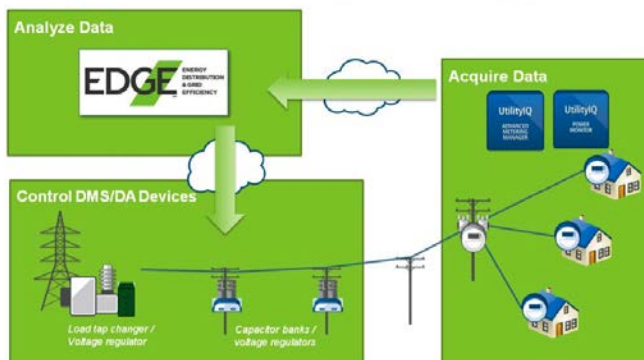 Analyze Data
EDGE
ENERGY
DISTRIBUTION
& GRID
EFFICIENCY
Acquire Data
UtilityIQ
ADVANCED
METERING
MANAGER
UtilityIQ
POWER
MONITOR
Control DMS/DA Devices
Load tap changer /
Voltage regulator
Capacitor banks /
voltage regulators